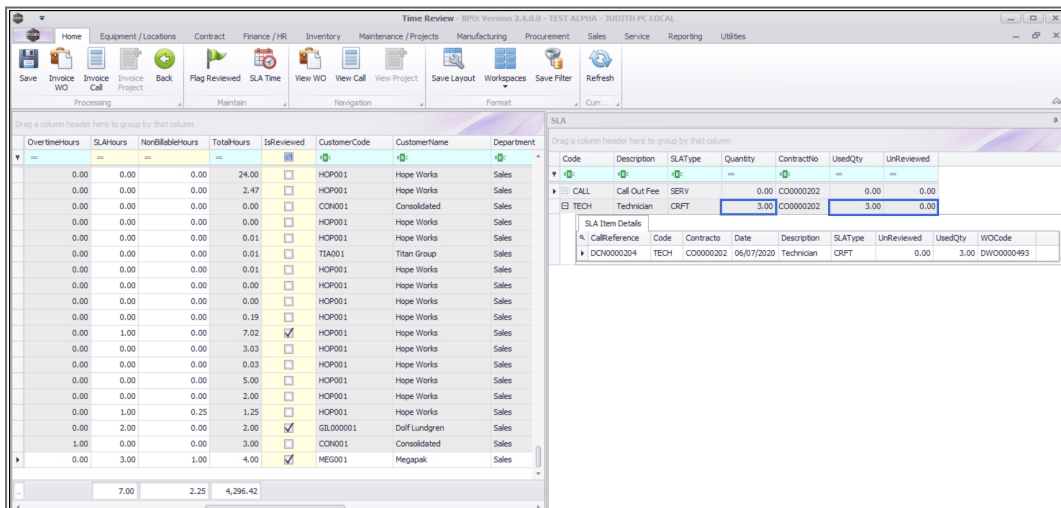 Time Review - BPO: Version 2.4.0.0 - TEST ALPHA - JUDITH PC LOCAL
Home Equipment / Locations Contract Finance / HR Inventory Maintenance / Projects Manufacturing Procurement Sales Service Reporting Utilities
Save Invoice WO Invoice Call Invoice Project Back Flag Reviewed SLA Time View WO View Call View Project Save Layout Workspaces Save Filter Refresh
Processing Maintain Navigation Format Curr...
Drag a column header here to group by that column
OvertimeHours SLAHours NonBillableHours TotalHours IsReviewed CustomerCode CustomerName Department
= = = =
0.00 0.00 0.00 24.00 HOP001 Hope Works Sales
0.00 0.00 0.00 2.47 HOP001 Hope Works Sales
0.00 0.00 0.00 0.00 CON001 Consolidated Sales
0.00 0.00 0.00 0.00 HOP001 Hope Works Sales
0.00 0.00 0.00 0.01 HOP001 Hope Works Sales
0.00 0.00 0.00 0.01 TIA001 Titan Group Sales
0.00 0.00 0.00 0.01 HOP001 Hope Works Sales
0.00 0.00 0.00 0.00 HOP001 Hope Works Sales
0.00 0.00 0.00 0.00 HOP001 Hope Works Sales
0.00 0.00 0.00 0.19 HOP001 Hope Works Sales
0.00 1.00 0.00 7.02 HOP001 Hope Works Sales
0.00 0.00 0.00 3.03 HOP001 Hope Works Sales
0.00 0.00 0.00 0.03 HOP001 Hope Works Sales
0.00 0.00 0.00 5.00 HOP001 Hope Works Sales
0.00 0.00 0.00 2.00 HOP001 Hope Works Sales
0.00 1.00 0.25 1.25 HOP001 Hope Works Sales
0.00 2.00 0.00 2.00 GIL000001 Dolf Lundgren Sales
1.00 0.00 0.00 3.00 CON001 Consolidated Sales
0.00 3.00 1.00 4.00 MEG001 Megapak Sales
.. 7.00 2.25 4,296.42
SLA
Drag a column header here to group by that column
Code Description SLAType Quantity ContractNo UsedQty UnReviewed
= = =
CALL Call Out Fee SERV 0.00 CO0000202 0.00 0.00
TECH Technician CRFT 3.00 CO0000202 3.00 0.00
SLA Item Details
CallReference Code Contracto Date Description SLAType UnReviewed UsedQty WOCode
DCN0000204 TECH CO0000202 06/07/2020 Technician CRFT 0.00 3.00 DWO0000493